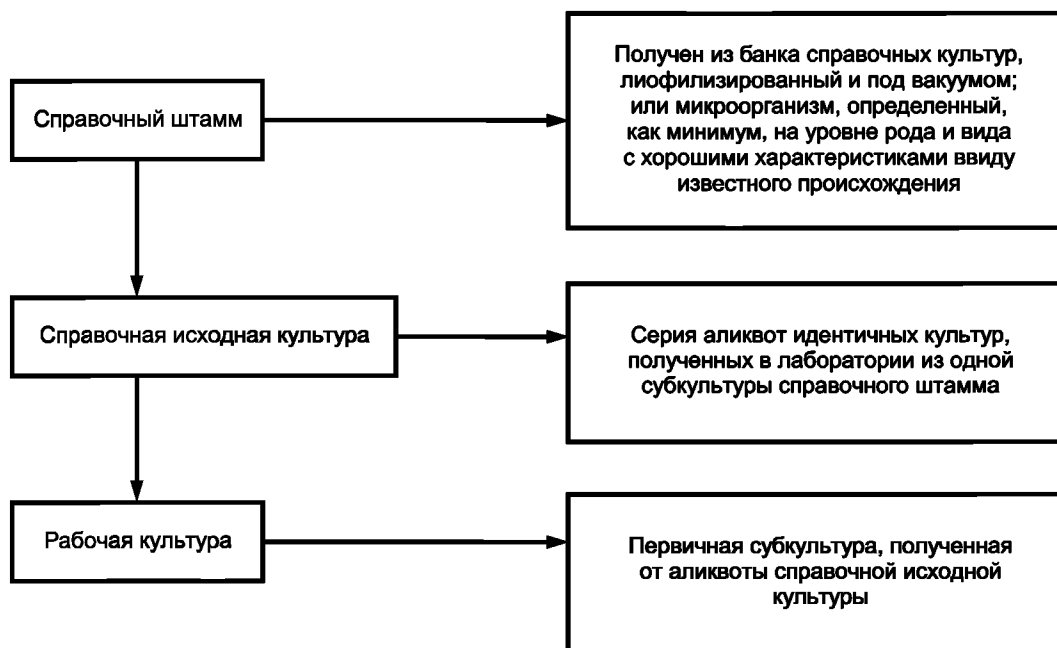 Справочный штамм
Получен из банка справочных культур,
лиофилизированный и под вакуумом;
или микроорганизм, определенный,
как минимум, на уровне рода и вида
с хорошими характеристиками ввиду
известного происхождения
Справочная исходная культура
Серия аликвот идентичных культур,
полученных в лаборатории из одной
субкультуры справочного штамма
Рабочая культура
Первичная субкультура, полученная
от аликвоты справочной исходной
культуры